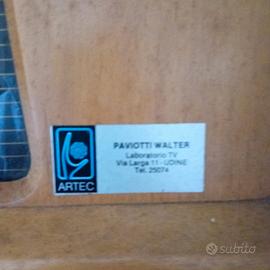 PAVIOTTI WALTER
Laboratorio TV
Via Larga 11 - UDINE
Tel. 25074
ARTEC
subito